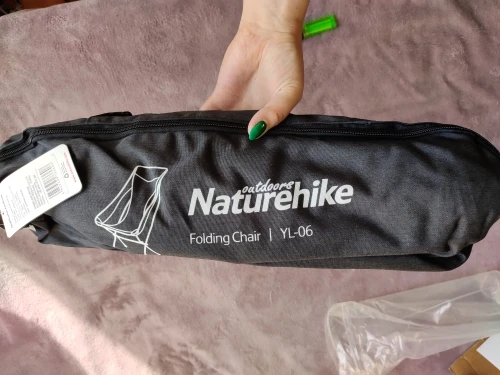 outdoors
Naturehike
Folding Chair | YL-06